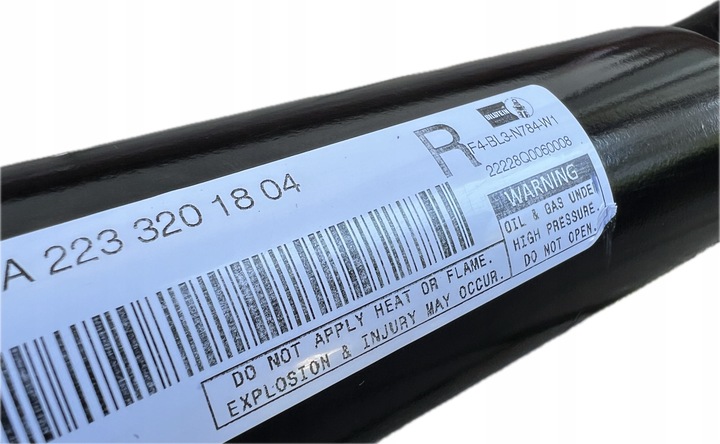 A 223 320 18 04
R
BILSTEIN
F4-BL3-N784-W1
22228Q0060008
WARNING
OIL & GAS UNDE
HIGH PRESSURE.
DO NOT OPEN.
DO NOT APPLY HEAT OR FLAME.
EXPLOSION & INJURY MAY OCCUR.